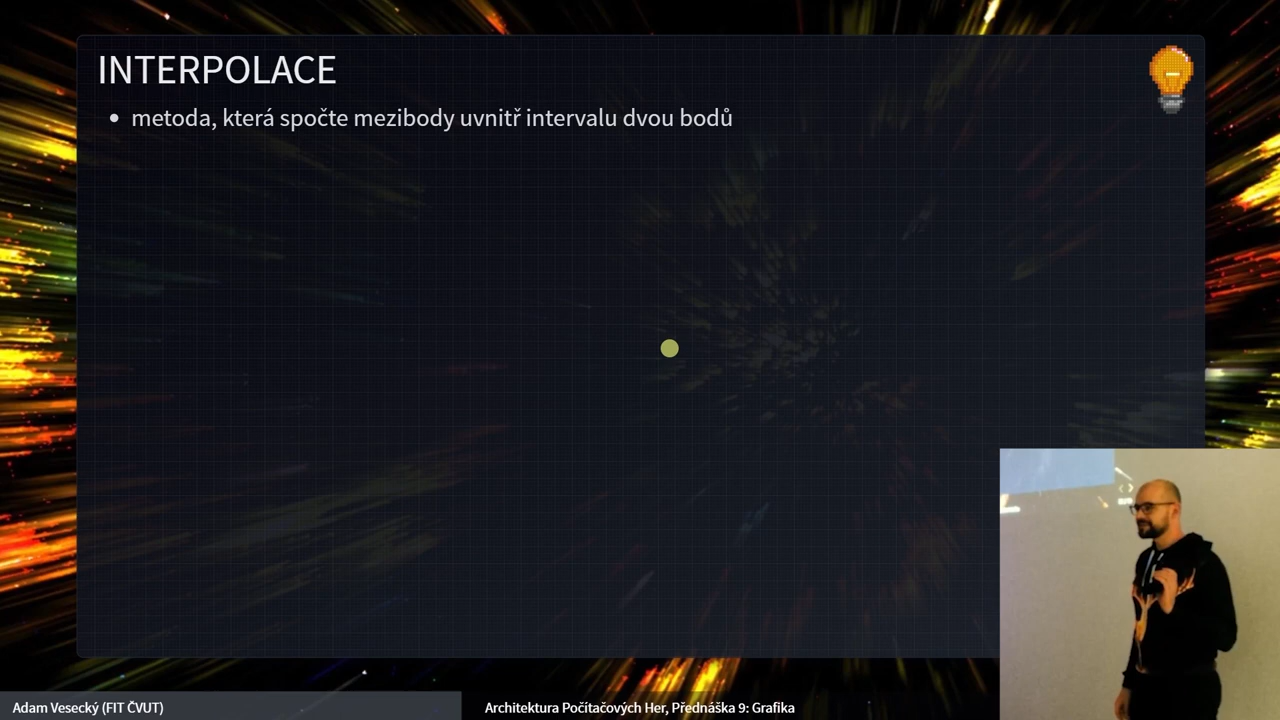 INTERPOLACE
metoda, která spočte mezibody uvnitř intervalu dvou bodů
Adam Vesecký (FIT ČVUT)
Architektura Počítačových Her, Přednáška 9: Grafika